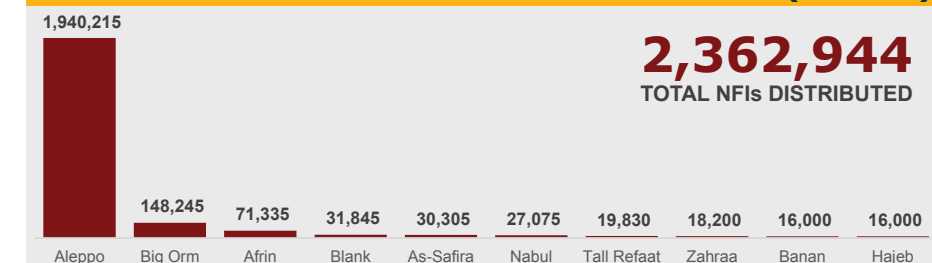 1,940,215
2,362,944
TOTAL NFIs DISTRIBUTED
148,245 71,335 31,845 30,305 27,075 19,830 18,200 16,000 16,000
Aleppo Big Orm Afrin Blank As-Safira Nabul Tall Refaat Zahraa Banan Hajeb